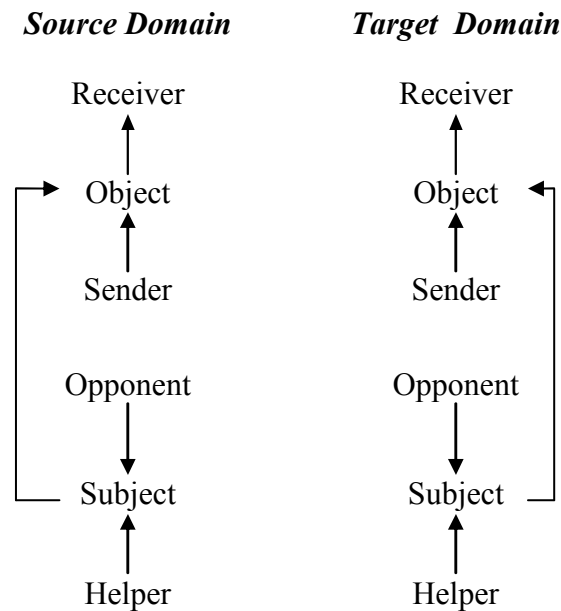 Source Domain Target Domain
Receiver Receiver
Object Object
Sender Sender
Opponent Opponent
Subject Subject
Helper Helper